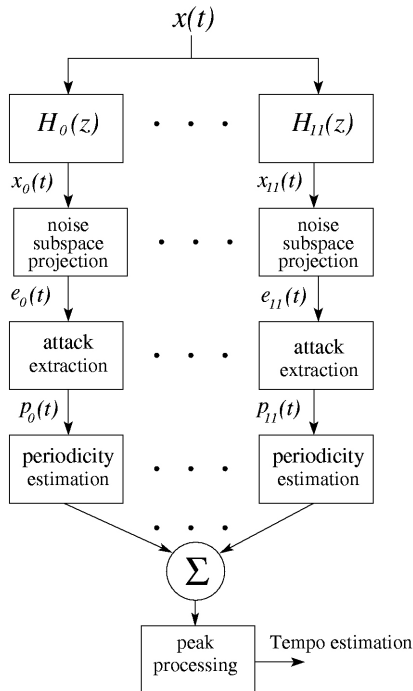 x(t)
H0(z) . . . H11(z)
x0(t) x11(t)
noise subspace projection . . . noise subspace projection
e0(t) e11(t)
attack extraction . . . attack extraction
p0(t) p11(t)
periodicity estimation . . . periodicity estimation
. . .
Σ
peak processing
Tempo estimation